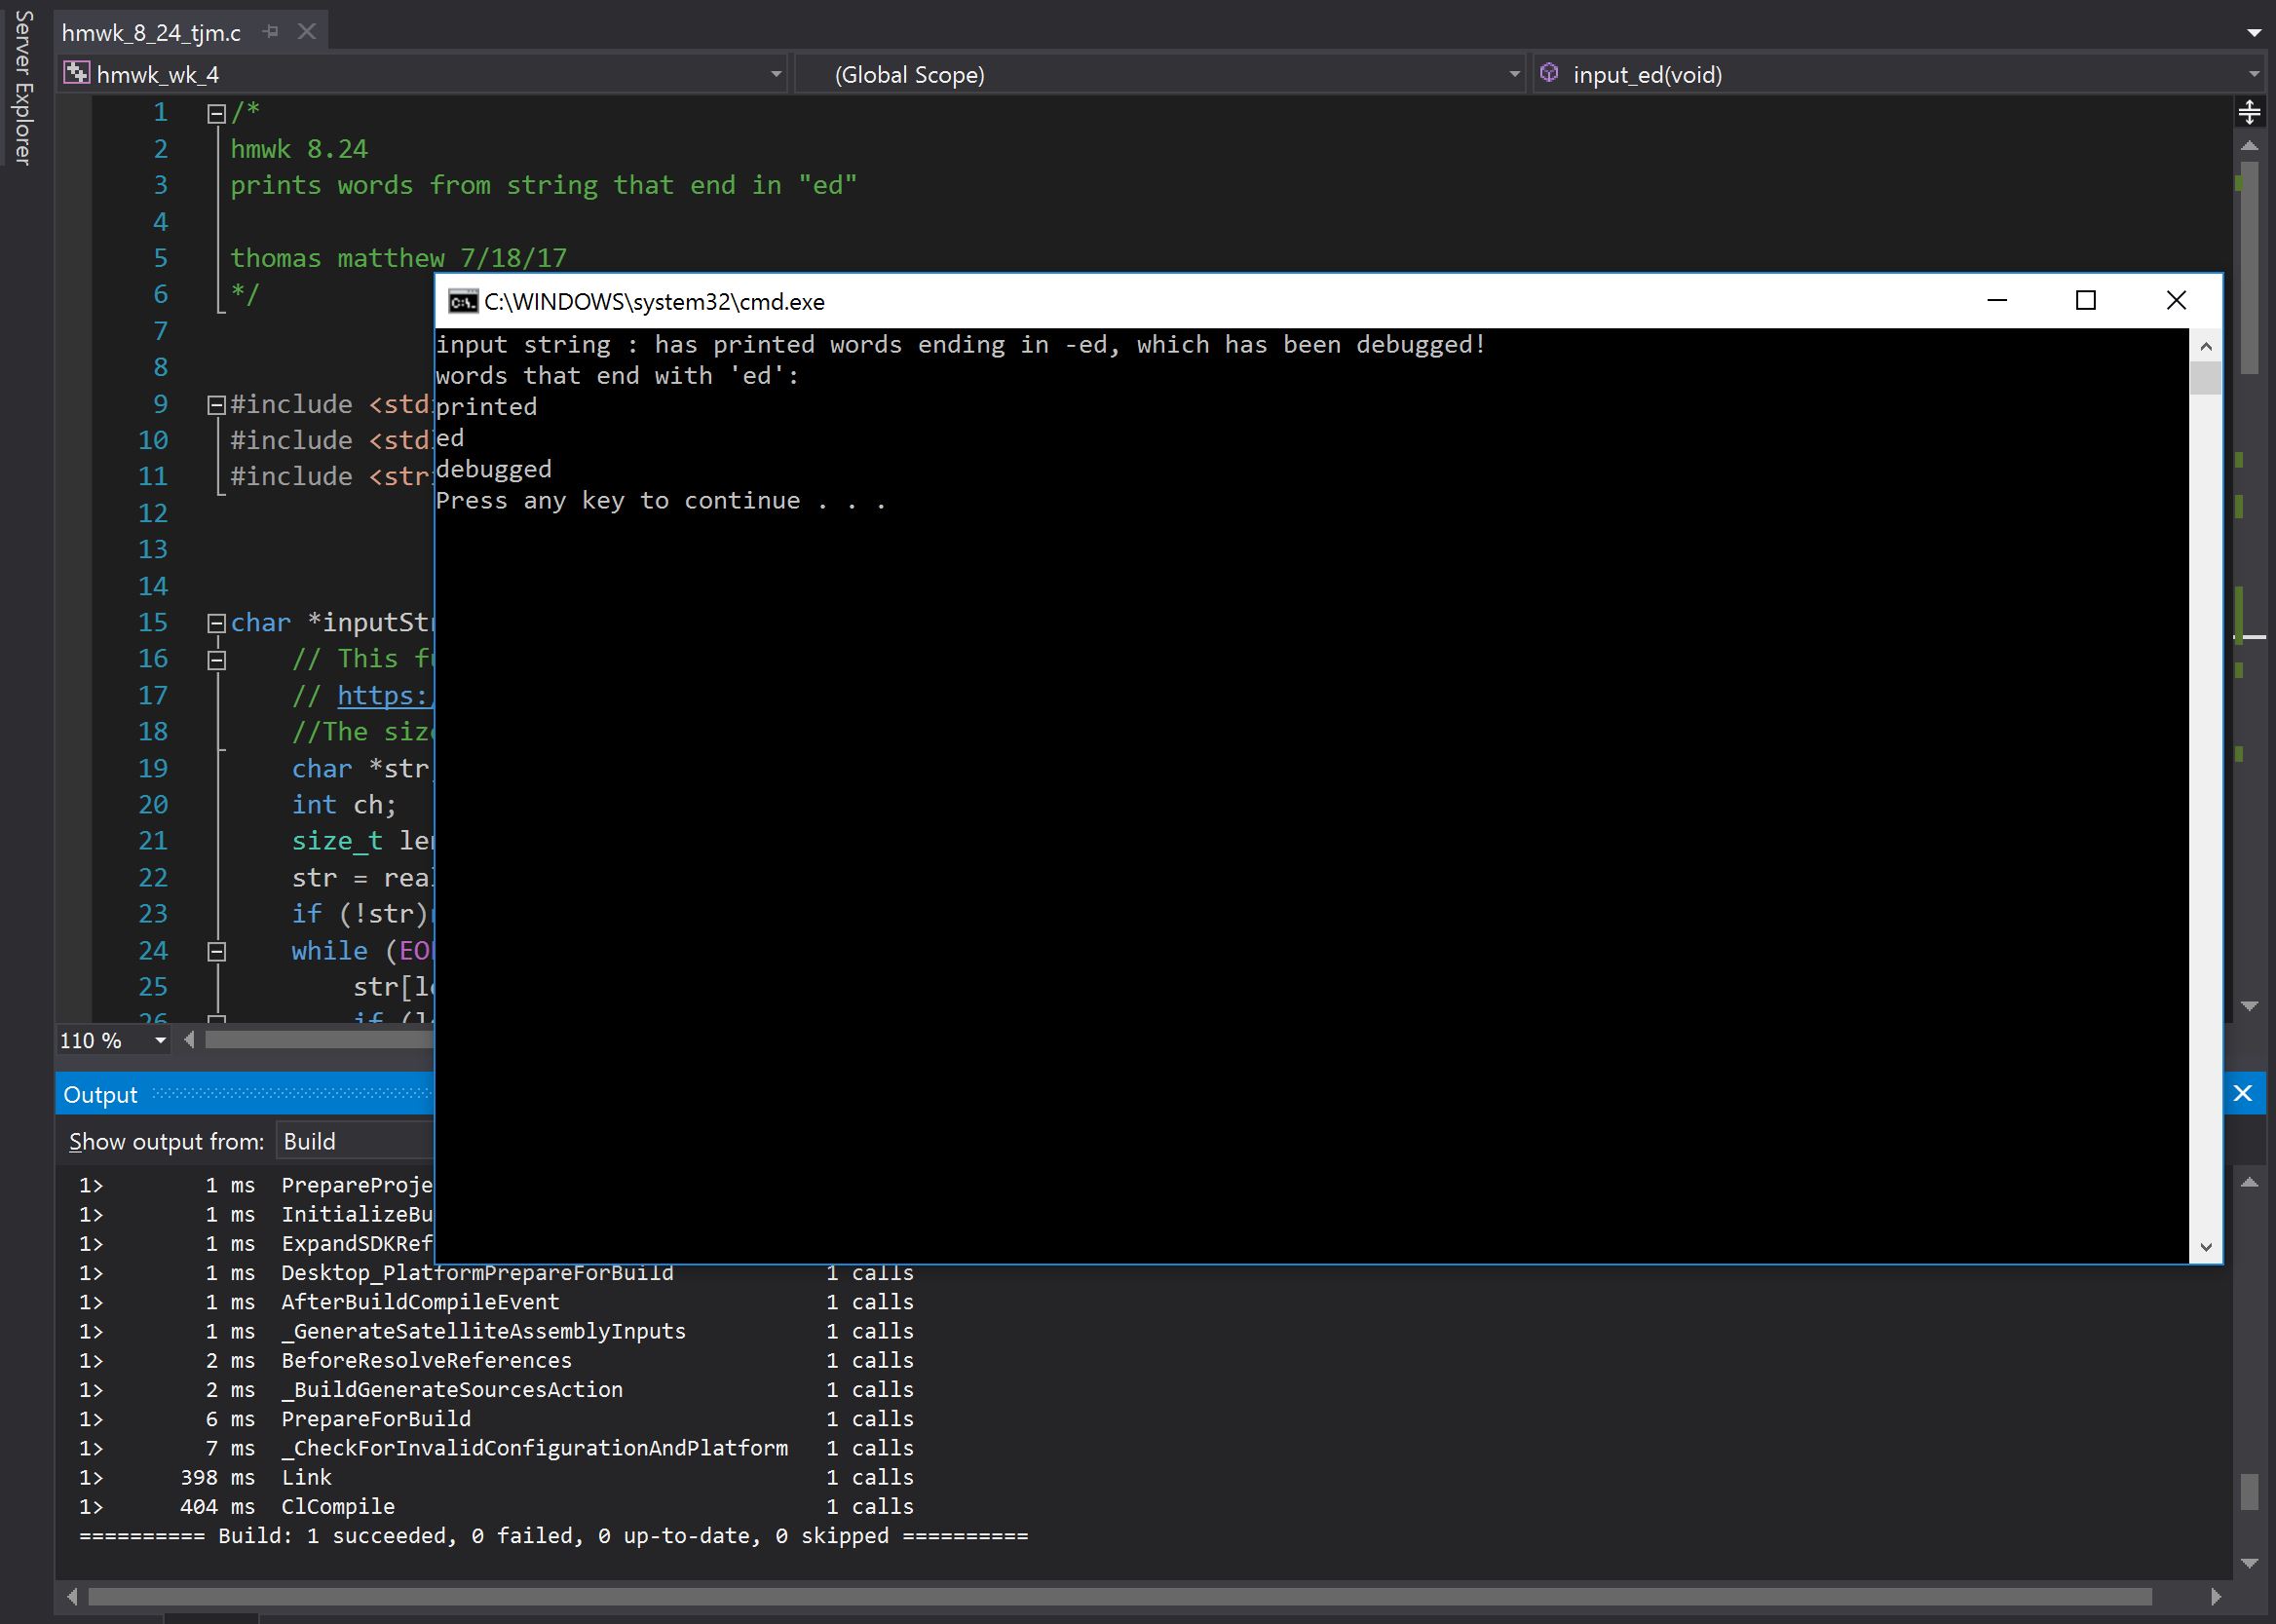 Server Explorer
hmwk_8_24_tjm.c
hmwk_wk_4
(Global Scope)
input_ed(void)
1 /*
2 hmwk 8.24
3 prints words from string that end in "ed"
4
5 thomas matthew 7/18/17
6 */
7
8
9 #include <std
10 #include <std
11 #include <str
12
13
14
15 char *inputSt
16 // This f
17 // https:
18 //The siz
19 char *str
20 int ch;
21 size_t le
22 str = rea
23 if (!str)
24 while (EO
25 str[l
26 if (l
C:\WINDOWS\system32\cmd.exe
input string : has printed words ending in -ed, which has been debugged!
words that end with 'ed':
printed
ed
debugged
Press any key to continue . . .
110 %
Output
Show output from: Build
1> 1 ms PrepareProje
1> 1 ms InitializeBu
1> 1 ms ExpandSDKRef
1> 1 ms Desktop_PlatformPrepareForBuild 1 calls
1> 1 ms AfterBuildCompileEvent 1 calls
1> 1 ms _GenerateSatelliteAssemblyInputs 1 calls
1> 2 ms BeforeResolveReferences 1 calls
1> 2 ms _BuildGenerateSourcesAction 1 calls
1> 6 ms PrepareForBuild 1 calls
1> 7 ms _CheckForInvalidConfigurationAndPlatform 1 calls
1> 398 ms Link 1 calls
1> 404 ms ClCompile 1 calls
========== Build: 1 succeeded, 0 failed, 0 up-to-date, 0 skipped ==========